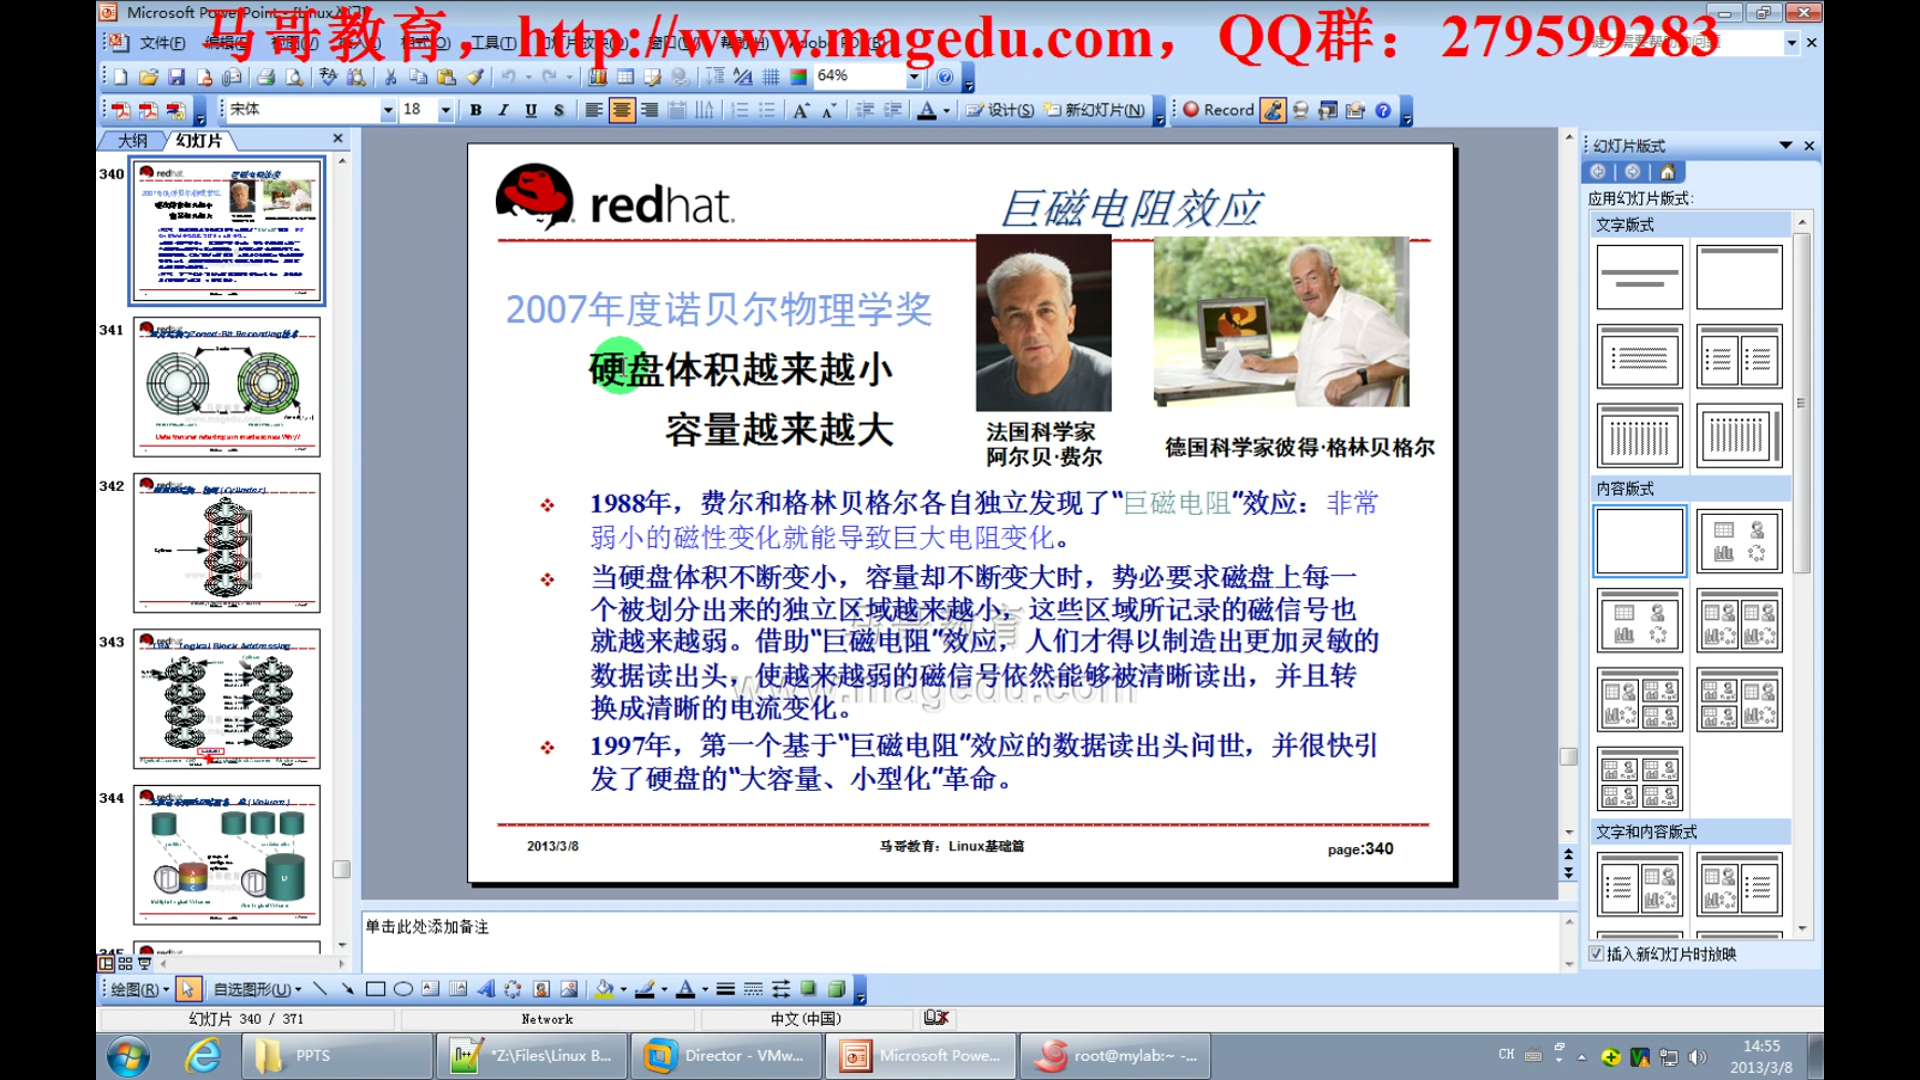 Microsoft PowerPoint - [Linux入门]
马哥教育，http://www.magedu.com，QQ群：279599283
文件(F) 编辑(E) 视图(V) 插入(I) 格式(O) 工具(T) 幻灯片放映(D) 窗口(W) 帮助(H) Adobe PDF(B)
64%
宋体 18 B I U S 设计(S) 新幻灯片(N) Record
大纲 幻灯片
340
redhat
341
342
343
344
345
redhat.
巨磁电阻效应
2007年度诺贝尔物理学奖
硬盘体积越来越小
容量越来越大
法国科学家
阿尔贝·费尔
德国科学家彼得·格林贝格尔
1988年，费尔和格林贝格尔各自独立发现了“巨磁电阻”效应：非常
弱小的磁性变化就能导致巨大电阻变化。
当硬盘体积不断变小，容量却不断变大时，势必要求磁盘上每一
个被划分出来的独立区域越来越小，这些区域所记录的磁信号也
就越来越弱。借助“巨磁电阻”效应，人们才得以制造出更加灵敏的
数据读出头，使越来越弱的磁信号依然能够被清晰读出，并且转
换成清晰的电流变化。
1997年，第一个基于“巨磁电阻”效应的数据读出头问世，并很快引
发了硬盘的“大容量、小型化”革命。
马哥教育
www.magedu.com
2013/3/8 马哥教育：Linux基础篇 page:340
单击此处添加备注
幻灯片版式
应用幻灯片版式:
文字版式
内容版式
文字和内容版式
插入新幻灯片时放映
绘图(R) 自选图形(U)
幻灯片 340 / 371 Network 中文(中国)
PPTS *Z:\Files\Linux B... Director - VMw... Microsoft Powe... root@mylab:~ -...
CH 14:55
2013/3/8